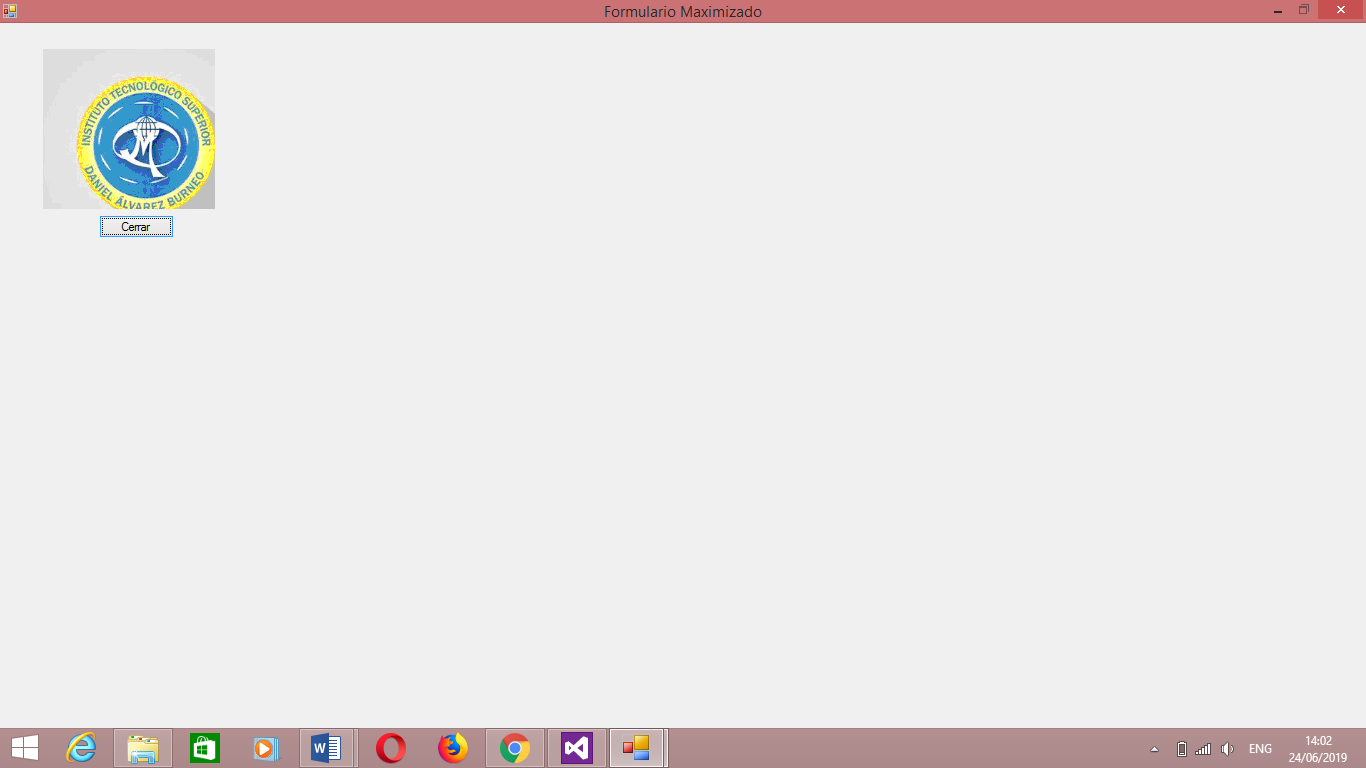 Formulario Maximizado
INSTITUTO TECNOLÓGICO SUPERIOR
DANIEL ÁLVAREZ BURNEO
Cerrar
ENG
14:02
24/06/2019